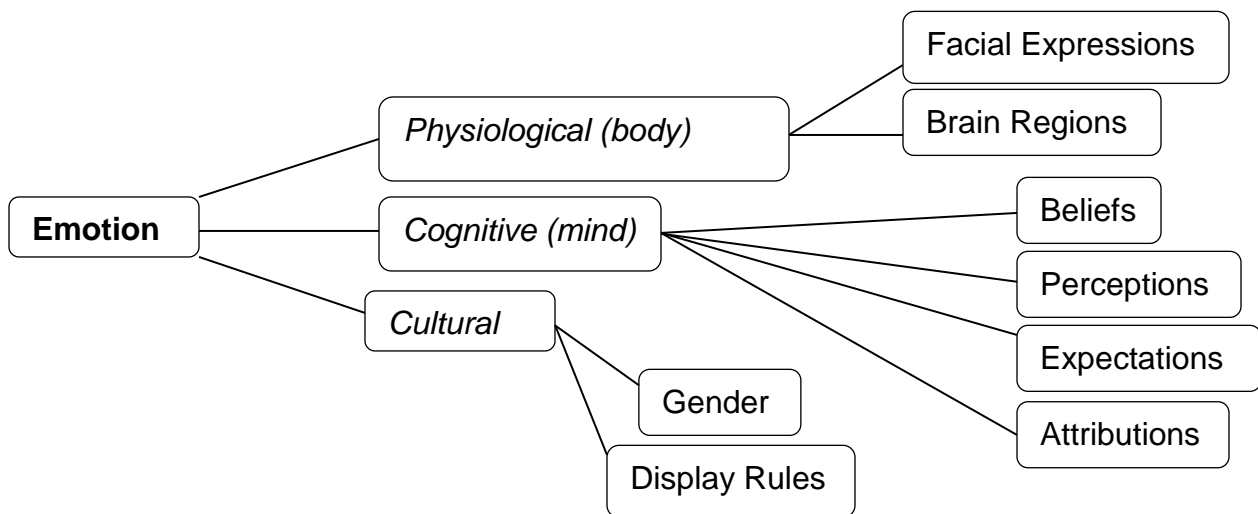 Facial Expressions
Physiological (body)
Brain Regions
Emotion
Cognitive (mind)
Beliefs
Perceptions
Cultural
Expectations
Gender
Attributions
Display Rules